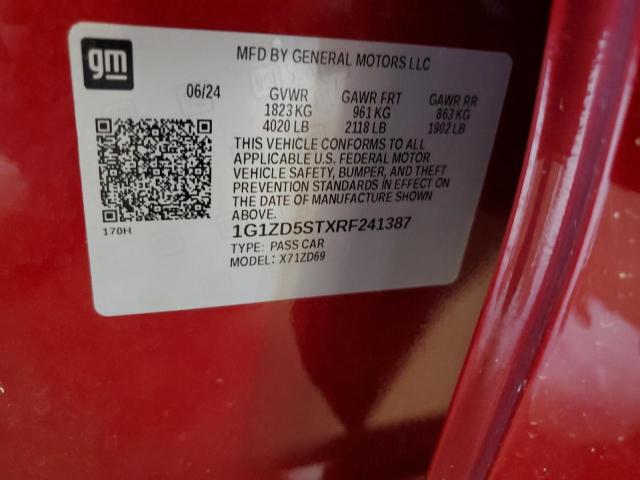 gm
MFD BY GENERAL MOTORS LLC
06/24 GVWR GAWR FRT GAWR RR
1823 KG 961 KG 863 KG
4020 LB 2118 LB 1902 LB
THIS VEHICLE CONFORMS TO ALL
APPLICABLE U.S. FEDERAL MOTOR
VEHICLE SAFETY, BUMPER, AND THEFT
PREVENTION STANDARDS IN EFFECT ON
THE DATE OF MANUFACTURE SHOWN
ABOVE.
170H
1G1ZD5STXRF241387
TYPE: PASS CAR
MODEL: X71ZD69